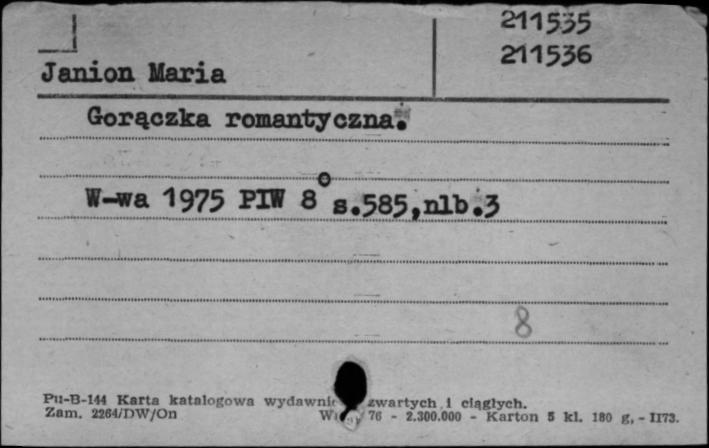 211535
211536
Janion Maria
Gorączka romantyczna.
W-wa 1975 PIW 8° s.585,nlb.3
8
Pu-B-144 Karta katalogowa wydawnic zwartych i ciągłych.
Zam. 2264/DW/On 76 - 2.300.000 - Karton 5 kl. 180 g, - II73.